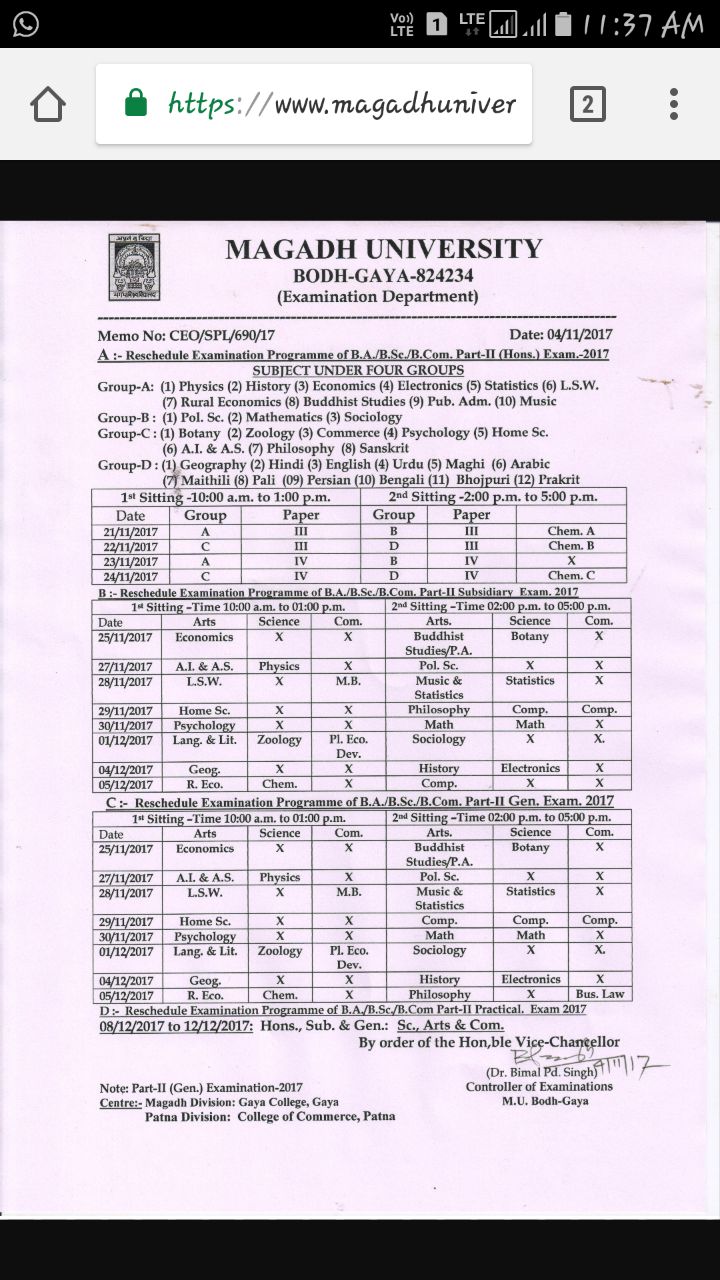 Vo)) LTE 1 LTE 11:37 AM
https://www.magadhuniver 2
MAGADH UNIVERSITY
BODH-GAYA-824234
(Examination Department)
Memo No: CEO/SPL/690/17 Date: 04/11/2017
A :- Reschedule Examination Programme of B.A./B.Sc./B.Com. Part-II (Hons.) Exam.-2017
SUBJECT UNDER FOUR GROUPS
Group-A: (1) Physics (2) History (3) Economics (4) Electronics (5) Statistics (6) L.S.W.
(7) Rural Economics (8) Buddhist Studies (9) Pub. Adm. (10) Music
Group-B : (1) Pol. Sc. (2) Mathematics (3) Sociology
Group-C : (1) Botany (2) Zoology (3) Commerce (4) Psychology (5) Home Sc.
(6) A.I. & A.S. (7) Philosophy (8) Sanskrit
Group-D : (1) Geography (2) Hindi (3) English (4) Urdu (5) Maghi (6) Arabic
(7) Maithili (8) Pali (09) Persian (10) Bengali (11) Bhojpuri (12) Prakrit
1st Sitting -10:00 a.m. to 1:00 p.m. 2nd Sitting -2:00 p.m. to 5:00 p.m.
Date Group Paper Group Paper
21/11/2017 A III B III Chem. A
22/11/2017 C III D III Chem. B
23/11/2017 A IV B IV X
24/11/2017 C IV D IV Chem. C
B :- Reschedule Examination Programme of B.A./B.Sc./B.Com. Part-II Subsidiary Exam. 2017
1st Sitting –Time 10:00 a.m. to 01:00 p.m. 2nd Sitting –Time 02:00 p.m. to 05:00 p.m.
Date Arts Science Com. Arts. Science Com.
25/11/2017 Economics X X Buddhist Botany X
Studies/P.A.
27/11/2017 A.I. & A.S. Physics X Pol. Sc. X X
28/11/2017 L.S.W. X M.B. Music & Statistics X
Statistics
29/11/2017 Home Sc. X X Philosophy Comp. Comp.
30/11/2017 Psychology X X Math Math X
01/12/2017 Lang. & Lit. Zoology Pl. Eco. Sociology X X.
Dev.
04/12/2017 Geog. X X History Electronics X
05/12/2017 R. Eco. Chem. X Comp. X X
C :- Reschedule Examination Programme of B.A./B.Sc./B.Com. Part-II Gen. Exam. 2017
1st Sitting –Time 10:00 a.m. to 01:00 p.m. 2nd Sitting –Time 02:00 p.m. to 05:00 p.m.
Date Arts Science Com. Arts. Science Com.
25/11/2017 Economics X X Buddhist Botany X
Studies/P.A.
27/11/2017 A.I. & A.S. Physics X Pol. Sc. X X
28/11/2017 L.S.W. X M.B. Music & Statistics X
Statistics
29/11/2017 Home Sc. X X Comp. Comp. Comp.
30/11/2017 Psychology X X Math Math X
01/12/2017 Lang. & Lit. Zoology Pl. Eco. Sociology X X.
Dev.
04/12/2017 Geog. X X History Electronics X
05/12/2017 R. Eco. Chem. X Philosophy X Bus. Law
D :- Reschedule Examination Programme of B.A./B.Sc./B.Com Part-II Practical. Exam 2017
08/12/2017 to 12/12/2017: Hons., Sub. & Gen.: Sc., Arts & Com.
By order of the Hon,ble Vice-Chancellor
4/11/17
(Dr. Bimal Pd. Singh)
Note: Part-II (Gen.) Examination-2017 Controller of Examinations
Centre:- Magadh Division: Gaya College, Gaya M.U. Bodh-Gaya
Patna Division: College of Commerce, Patna